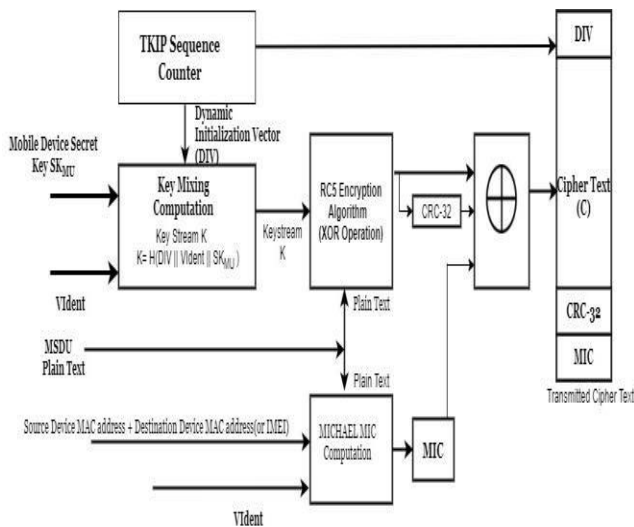 TKIP Sequence
Counter
DIV
Dynamic
Initialization Vector
(DIV)
Mobile Device Secret
Key SKMU
Key Mixing
Computation
Key Stream K
K= H(DIV || VIdent || SKMU )
Keystream
K
RC5 Encryption
Algorithm
(XOR Operation)
CRC-32
Cipher Text
(C)
VIdent
Plain Text
MSDU
Plain Text
Plain Text
CRC-32
MIC
Transmitted Cipher Text
Source Device MAC address + Destination Device MAC address(or IMEI)
MICHAEL MIC
Computation
MIC
VIdent